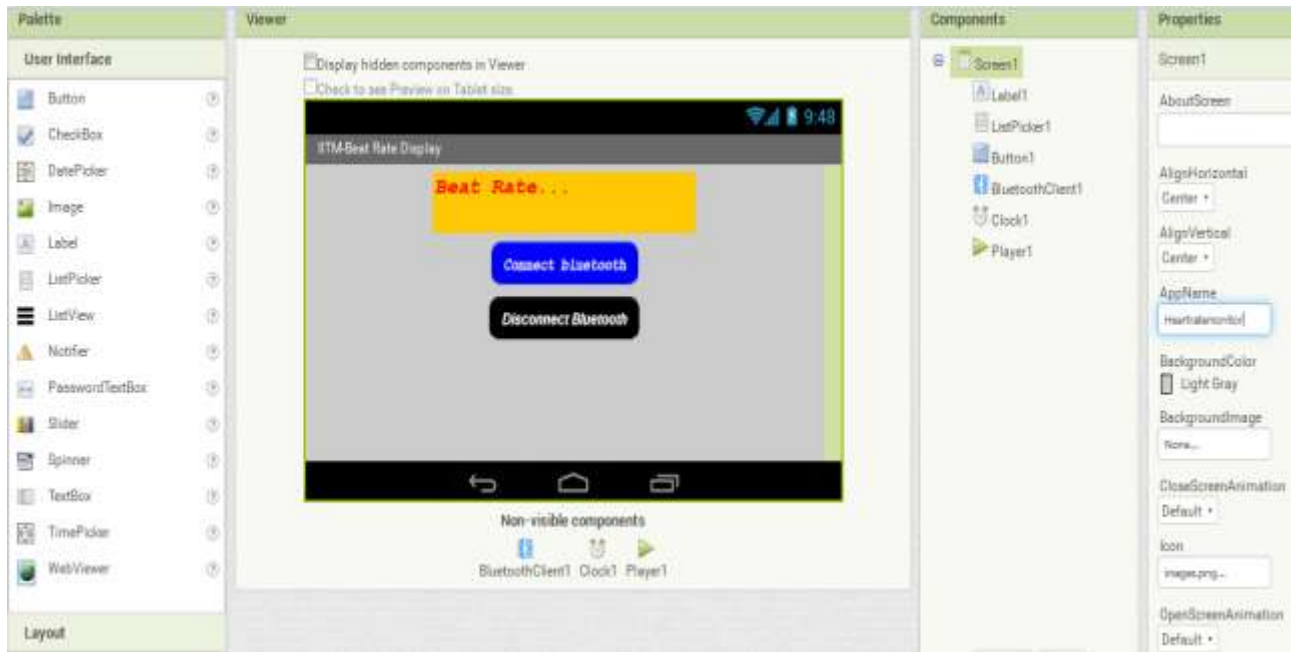 Palette
User Interface
Button
CheckBox
DatePicker
Image
Label
ListPicker
ListView
Notifier
PasswordTextBox
Slider
Spinner
TextBox
TimePicker
WebViewer
Layout
Viewer
Display hidden components in Viewer
Check to see Preview on Tablet size.
9:48
IITM-Beat Rate Display
Beat Rate...
Connect bluetooth
Disconnect Bluetooth
Non-visible components
BluetoothClient1 Clock1 Player1
Components
Screen1
Label1
ListPicker1
Button1
BluetoothClient1
Clock1
Player1
Properties
Screen1
AboutScreen
AlignHorizontal
Center
AlignVertical
Center
AppName
Heartratemonitor
BackgroundColor
Light Gray
BackgroundImage
None...
CloseScreenAnimation
Default
Icon
images.png...
OpenScreenAnimation
Default